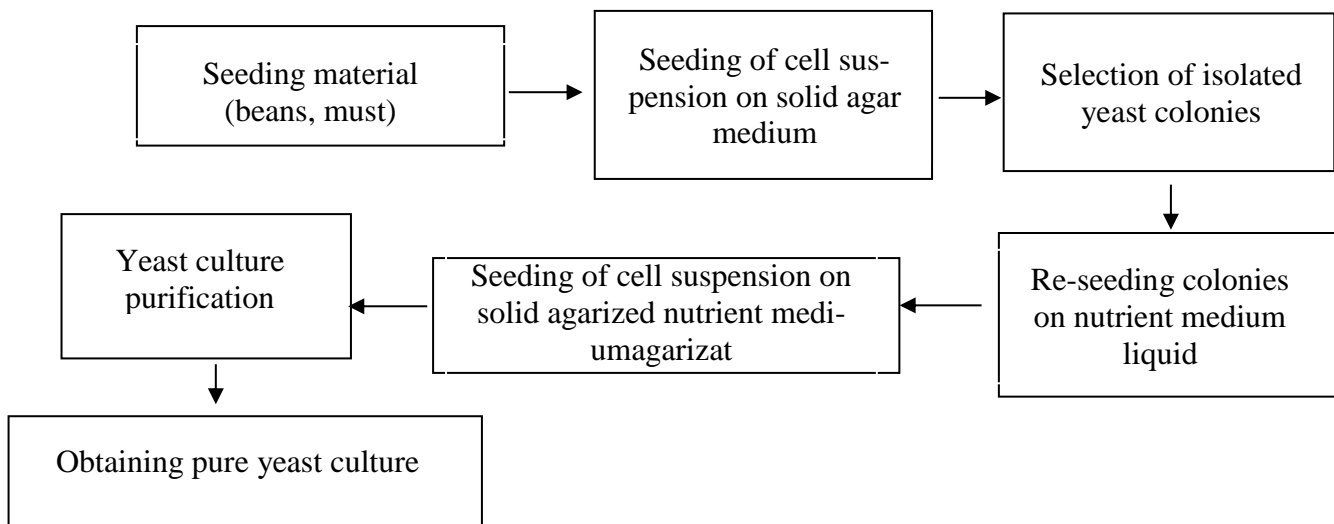 Seeding material
(beans, must)
Seeding of cell sus-
pension on solid agar
medium
Selection of isolated
yeast colonies
Re-seeding colonies
on nutrient medium
liquid
Seeding of cell suspension on
solid agarized nutrient medi-
umagarizat
Yeast culture
purification
Obtaining pure yeast culture